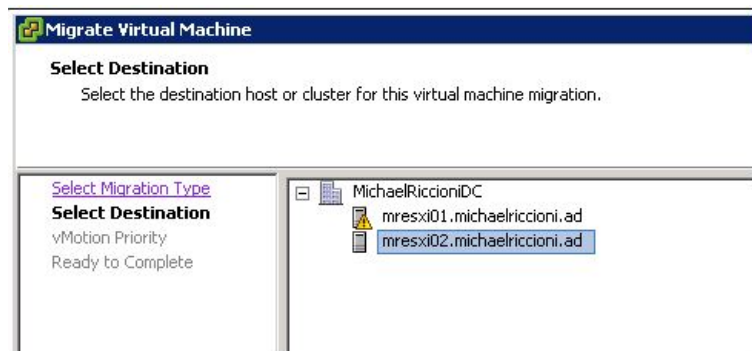 Migrate Virtual Machine
Select Destination
Select the destination host or cluster for this virtual machine migration.
Select Migration Type
Select Destination
vMotion Priority
Ready to Complete
MichaelRiccioniDC
mresxi01.michaelriccioni.ad
mresxi02.michaelriccioni.ad